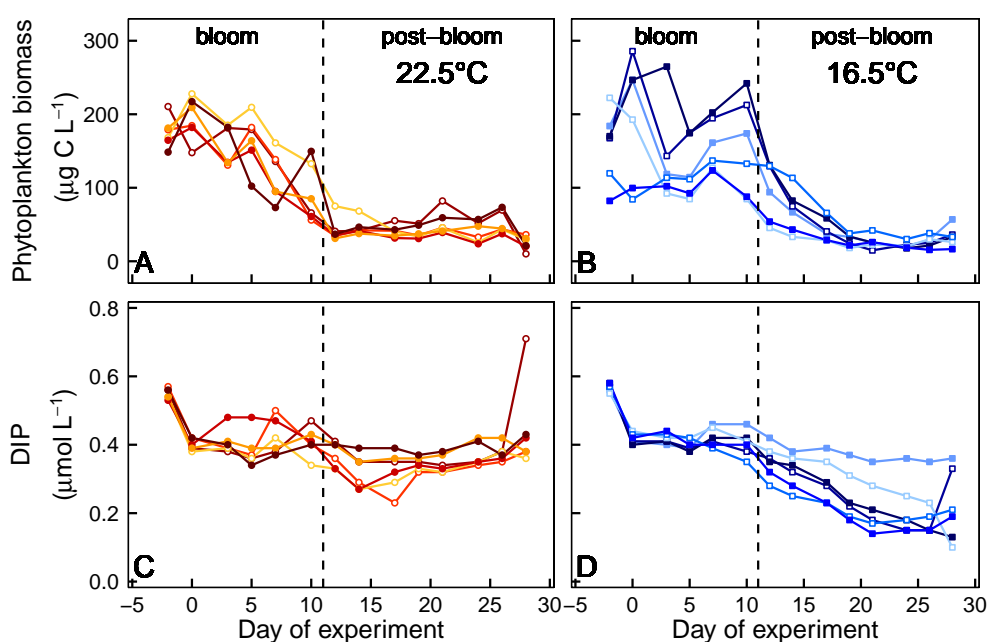 bloom
post–bloom
22.5°C
bloom
post–bloom
16.5°C
Phytoplankton biomass
(µg C L⁻¹)
300
200
100
0
A
B
DIP
(µmol L⁻¹)
0.8
0.6
0.4
0.2
0.0
C
D
−5 0 5 10 15 20 25 30
−5 0 5 10 15 20 25 30
Day of experiment
Day of experiment